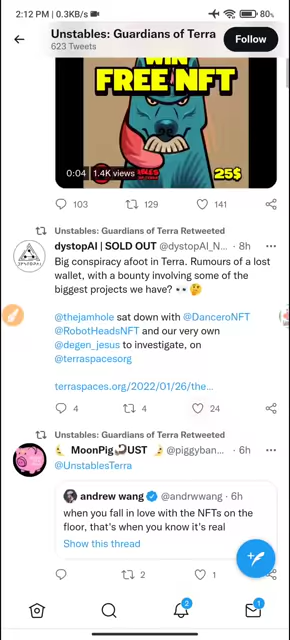 2:12 PM | 0.3KB/s
80%
Unstables: Guardians of Terra
623 Tweets
Follow
WIN
FREE NFT
0:04
1.4K views
25$
103
129
141
Unstables: Guardians of Terra Retweeted
dystopAI | SOLD OUT @dystopAI_N... · 8h
Big conspiracy afoot in Terra. Rumours of a lost
wallet, with a bounty involving some of the
biggest projects we have? 👀 🤔
@thejamhole sat down with @DanceroNFT
@RobotHeadsNFT and our very own
@degen_jesus to investigate, on
@terraspacesorg
terraspaces.org/2022/01/26/the...
4
4
24
Unstables: Guardians of Terra Retweeted
MoonPig UST @piggyban... · 6h
@UnstablesTerra
andrew wang @andrwwang · 6h
when you fall in love with the NFTs on the
floor, that's when you know it's real
Show this thread
2
1
2
1